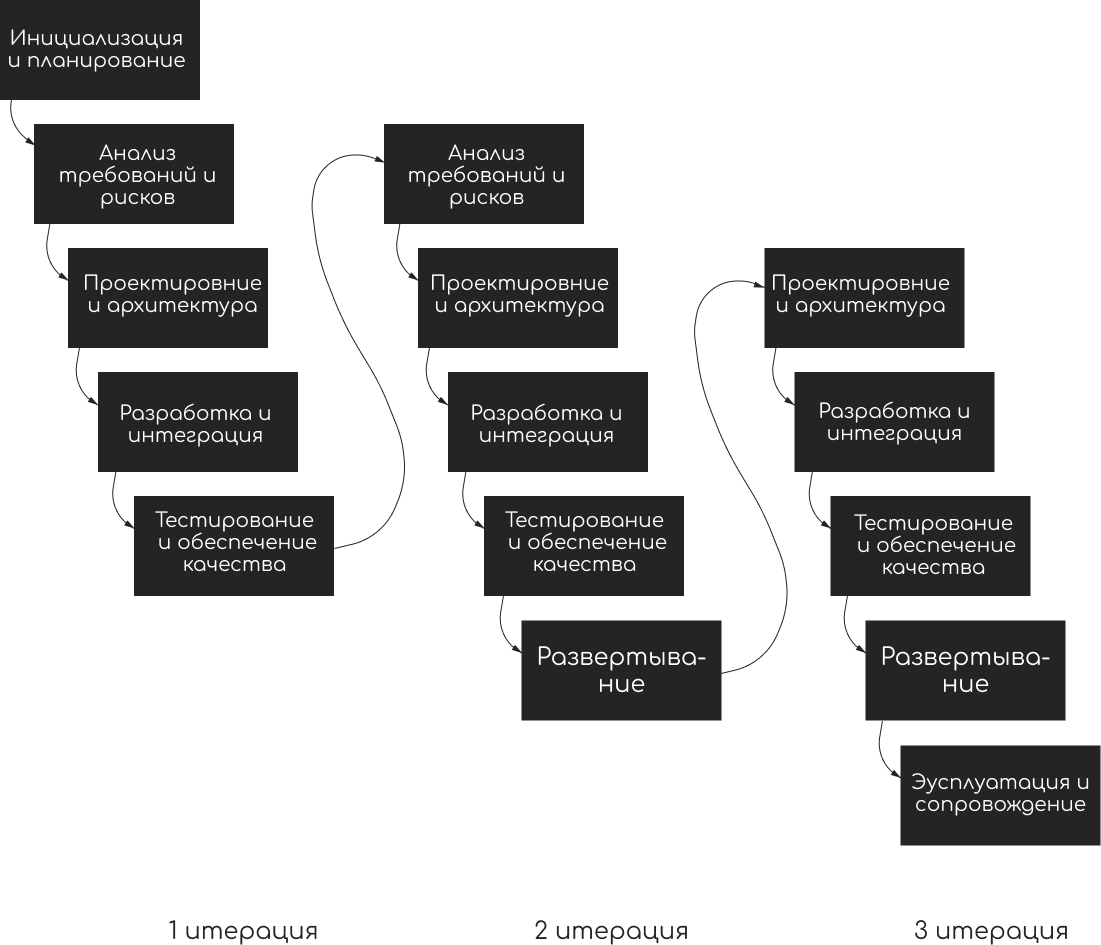 Инициализация
и планирование
Анализ
требований и
рисков
Проектировние
и архитектура
Разработка и
интеграция
Тестирование
и обеспечение
качества
Анализ
требований и
рисков
Проектировние
и архитектура
Разработка и
интеграция
Тестирование
и обеспечение
качества
Развертыва-
ние
Проектировние
и архитектура
Разработка и
интеграция
Тестирование
и обеспечение
качества
Развертыва-
ние
Эусплуатация и
сопровождение
1 итерация
2 итерация
3 итерация